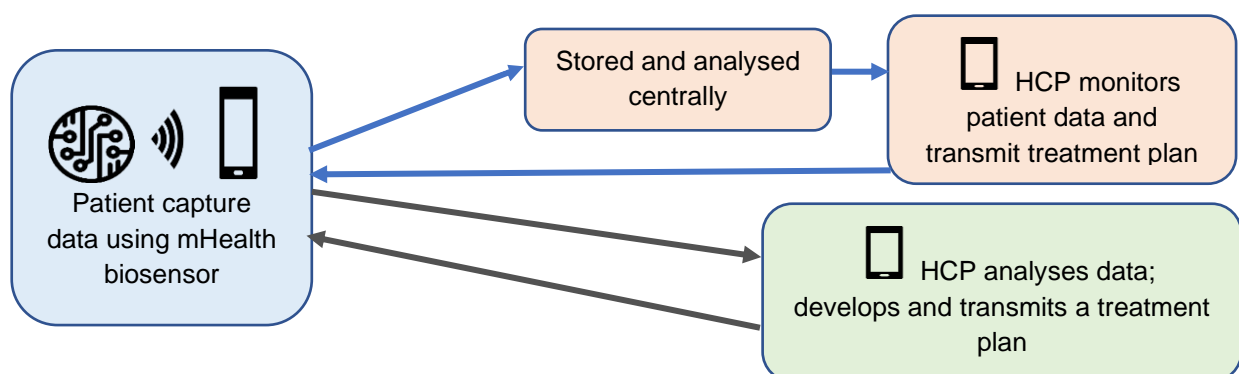 Patient capture
data using mHealth
biosensor
Stored and analysed
centrally
HCP monitors
patient data and
transmit treatment plan
HCP analyses data;
develops and transmits a treatment
plan